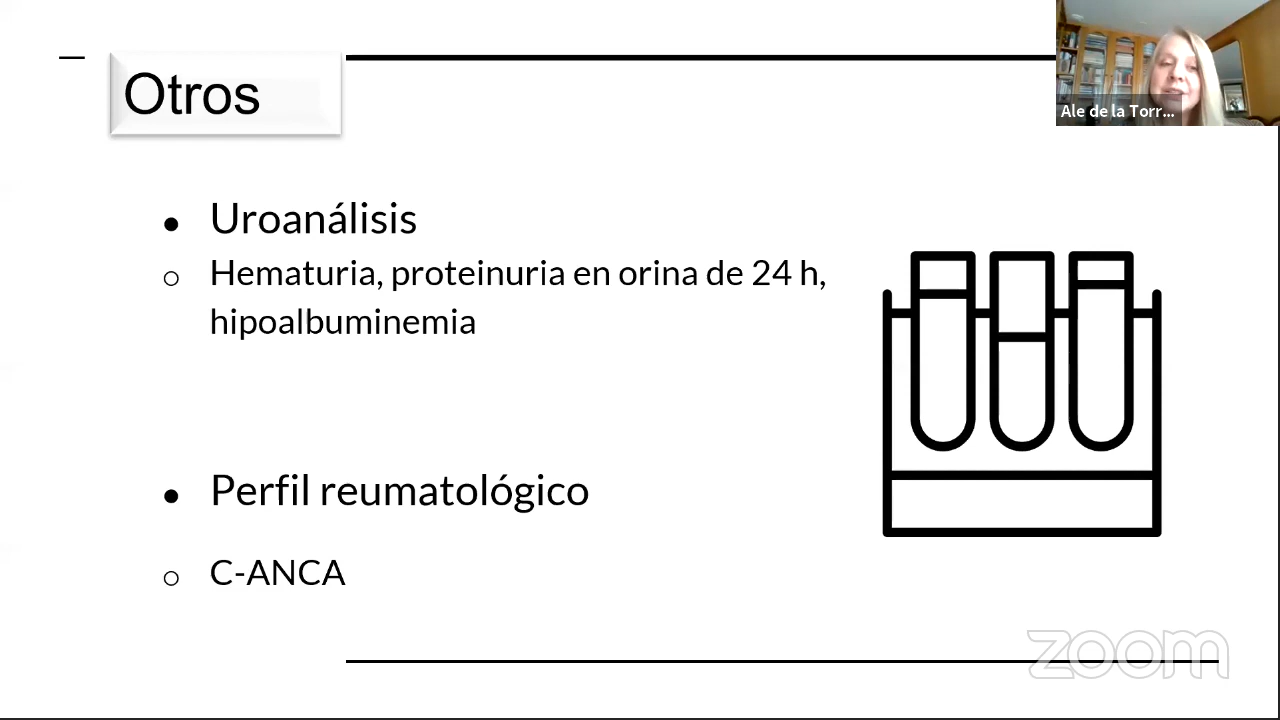 Otros
Ale de la Torr...
● Uroanálisis
○ Hematuria, proteinuria en orina de 24 h,
hipoalbuminemia
● Perfil reumatológico
○ C-ANCA
zoom